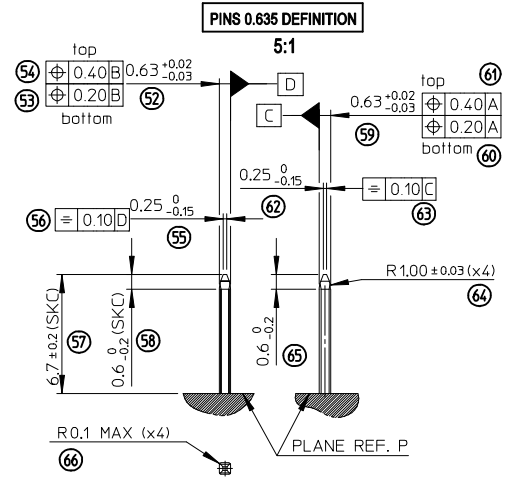 PINS 0.635 DEFINITION
5:1
top
54 ⌖ 0.40 B 0.63 +0.02 -0.03
53 ⌖ 0.20 B 52
bottom
D
C
top 61
0.63 +0.02 -0.03 ⌖ 0.40 A
59 ⌖ 0.20 A
bottom 60
0.25 0 -0.15
62
⌯ 0.10 C
63
56 ⌯ 0.10 D 0.25 0 -0.15
55
R1.00 ±0.03 (x4)
64
6.7 ±0.2 (SKC)
57
0.6 0 -0.2 (SKC)
58
0.6 0 -0.2
65
R0.1 MAX (x4)
66
PLANE REF. P